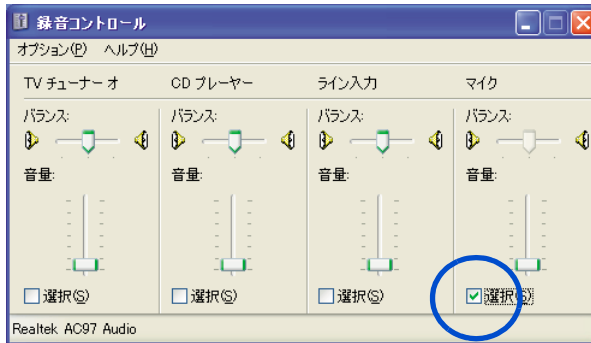 録音コントロール
オプション(P) ヘルプ(H)
TV チューナー オ CD プレーヤー ライン入力 マイク
バランス: バランス: バランス: バランス:
音量: 音量: 音量: 音量:
選択(S) 選択(S) 選択(S) 選択(S)
Realtek AC97 Audio